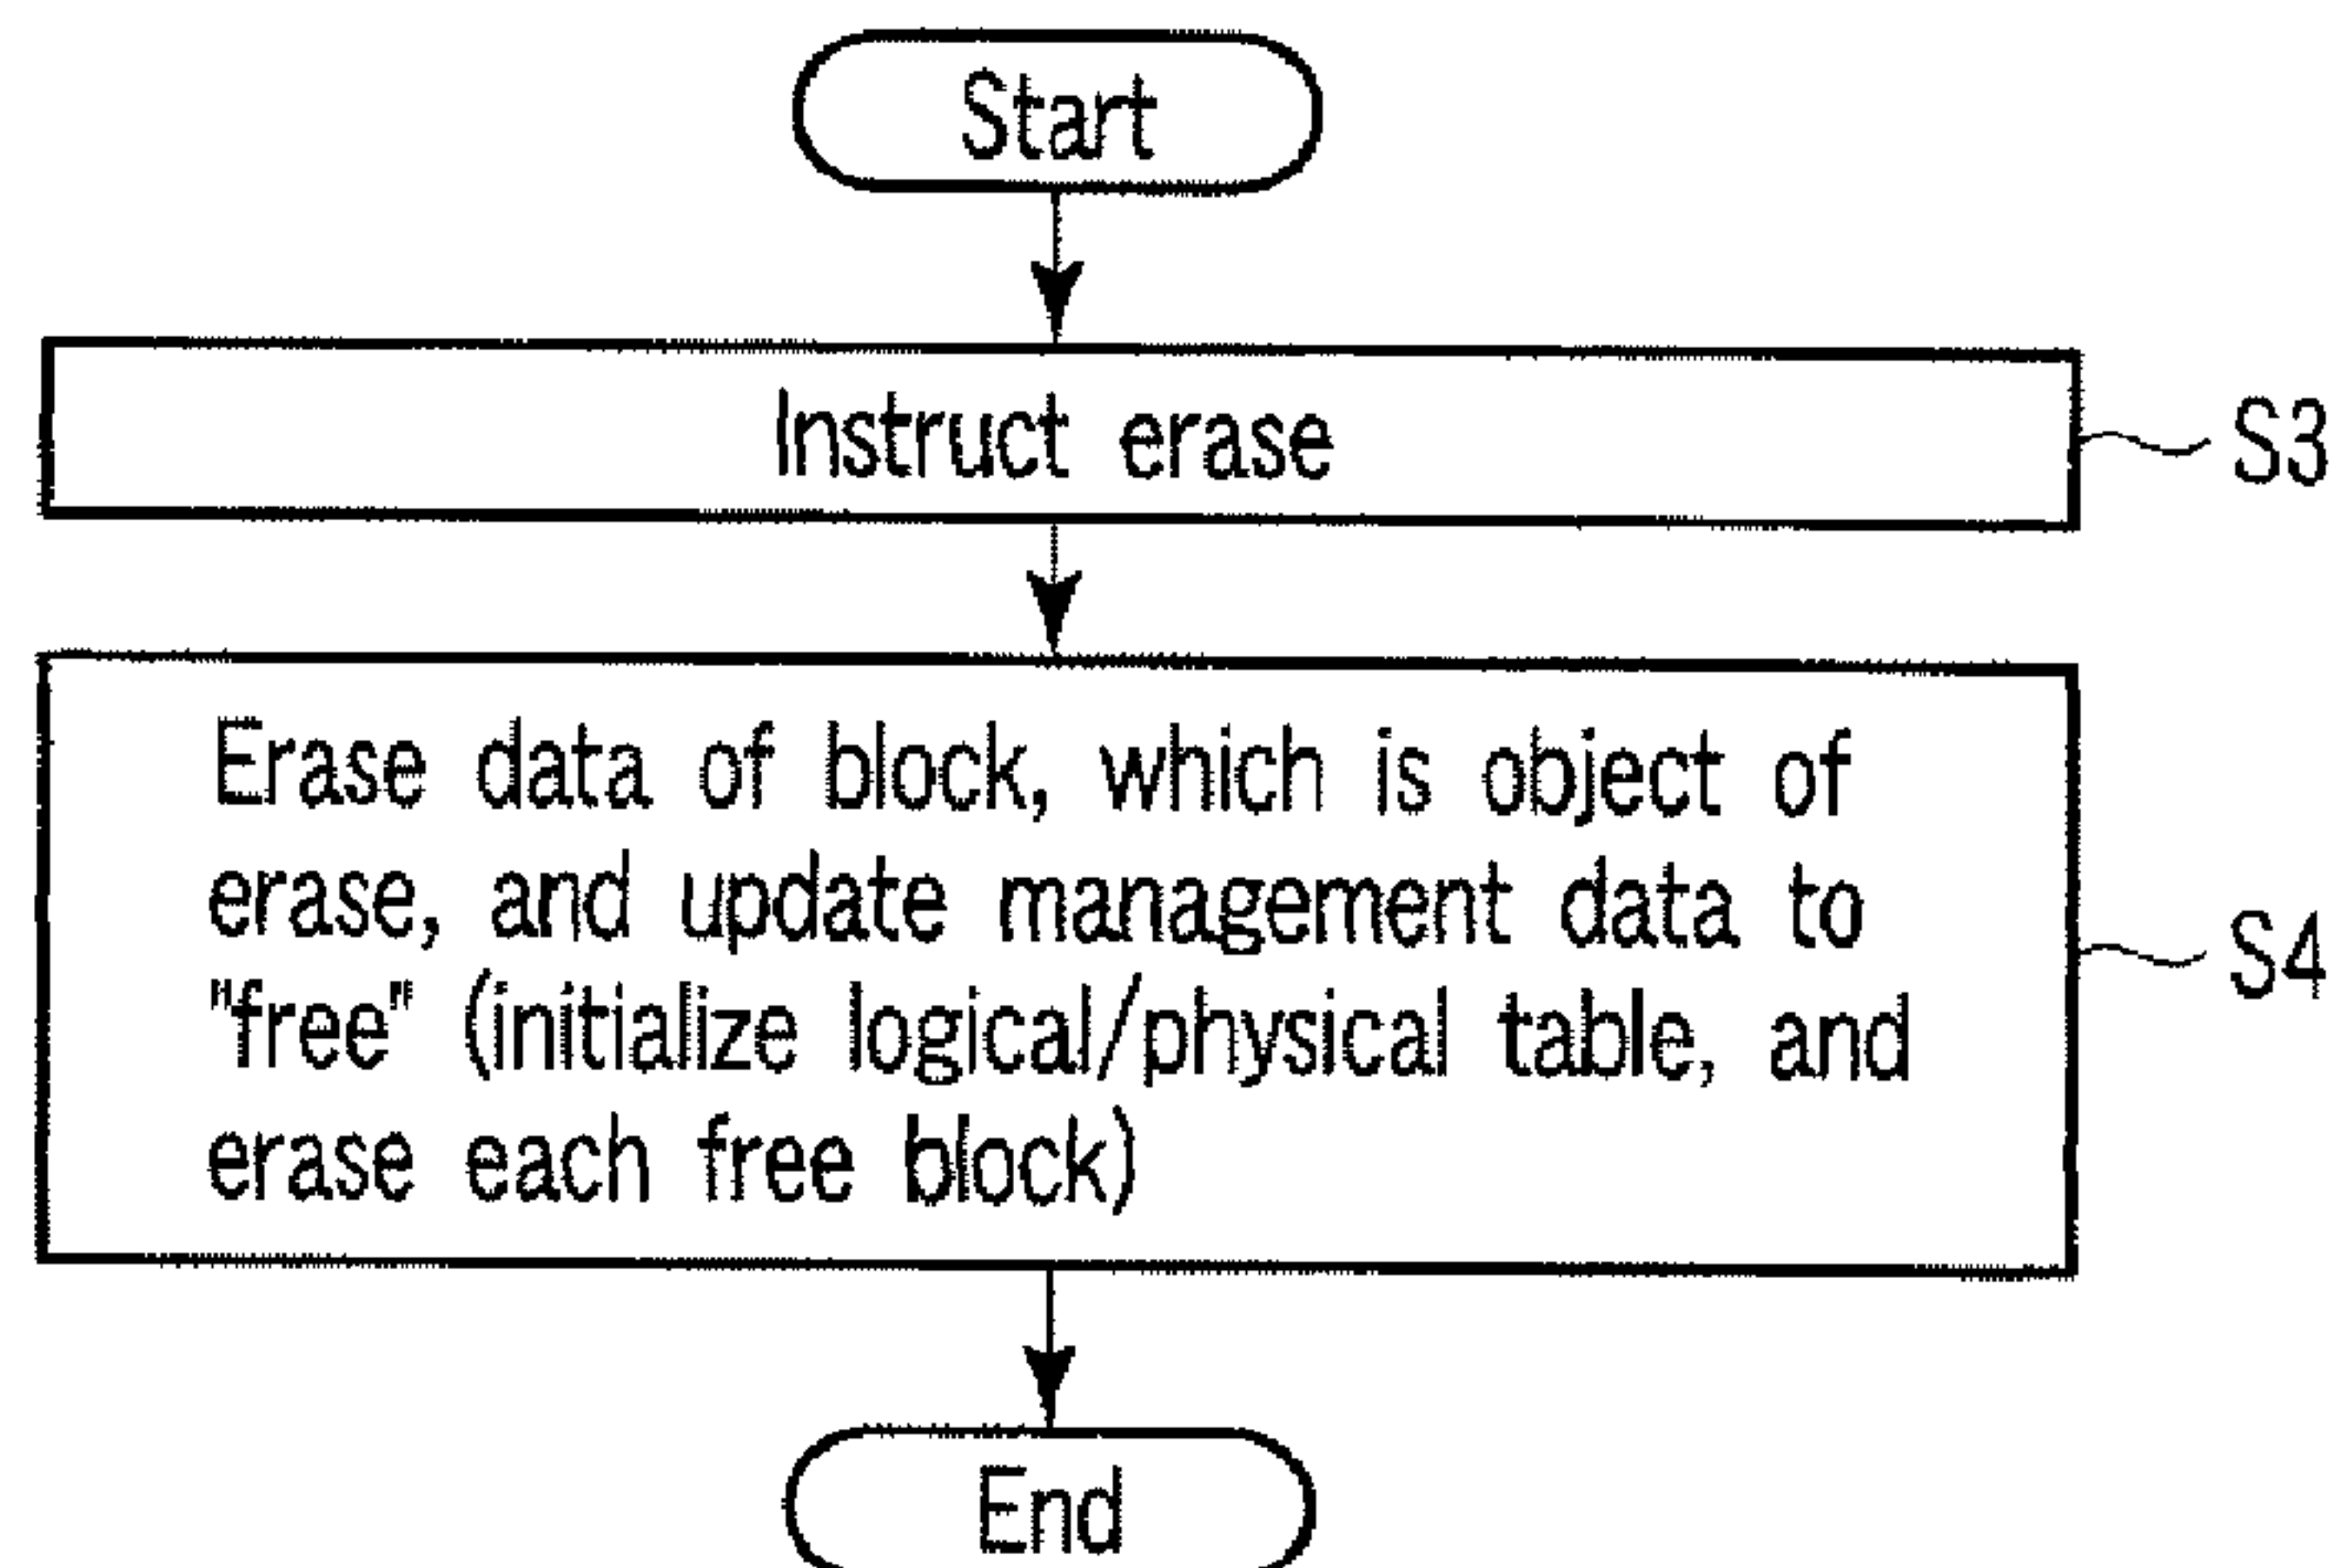 Start
Instruct erase
S3
Erase data of block, which is object of
erase, and update management data to
"free" (initialize logical/physical table, and
erase each free block)
S4
End